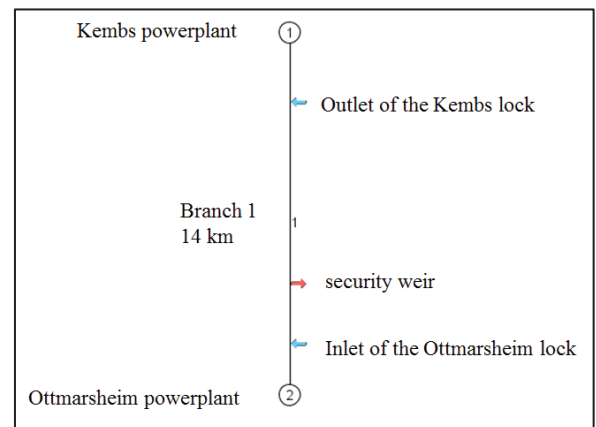 Kembs powerplant 1
Outlet of the Kembs lock
Branch 1
14 km
1
security weir
Inlet of the Ottmarsheim lock
Ottmarsheim powerplant 2